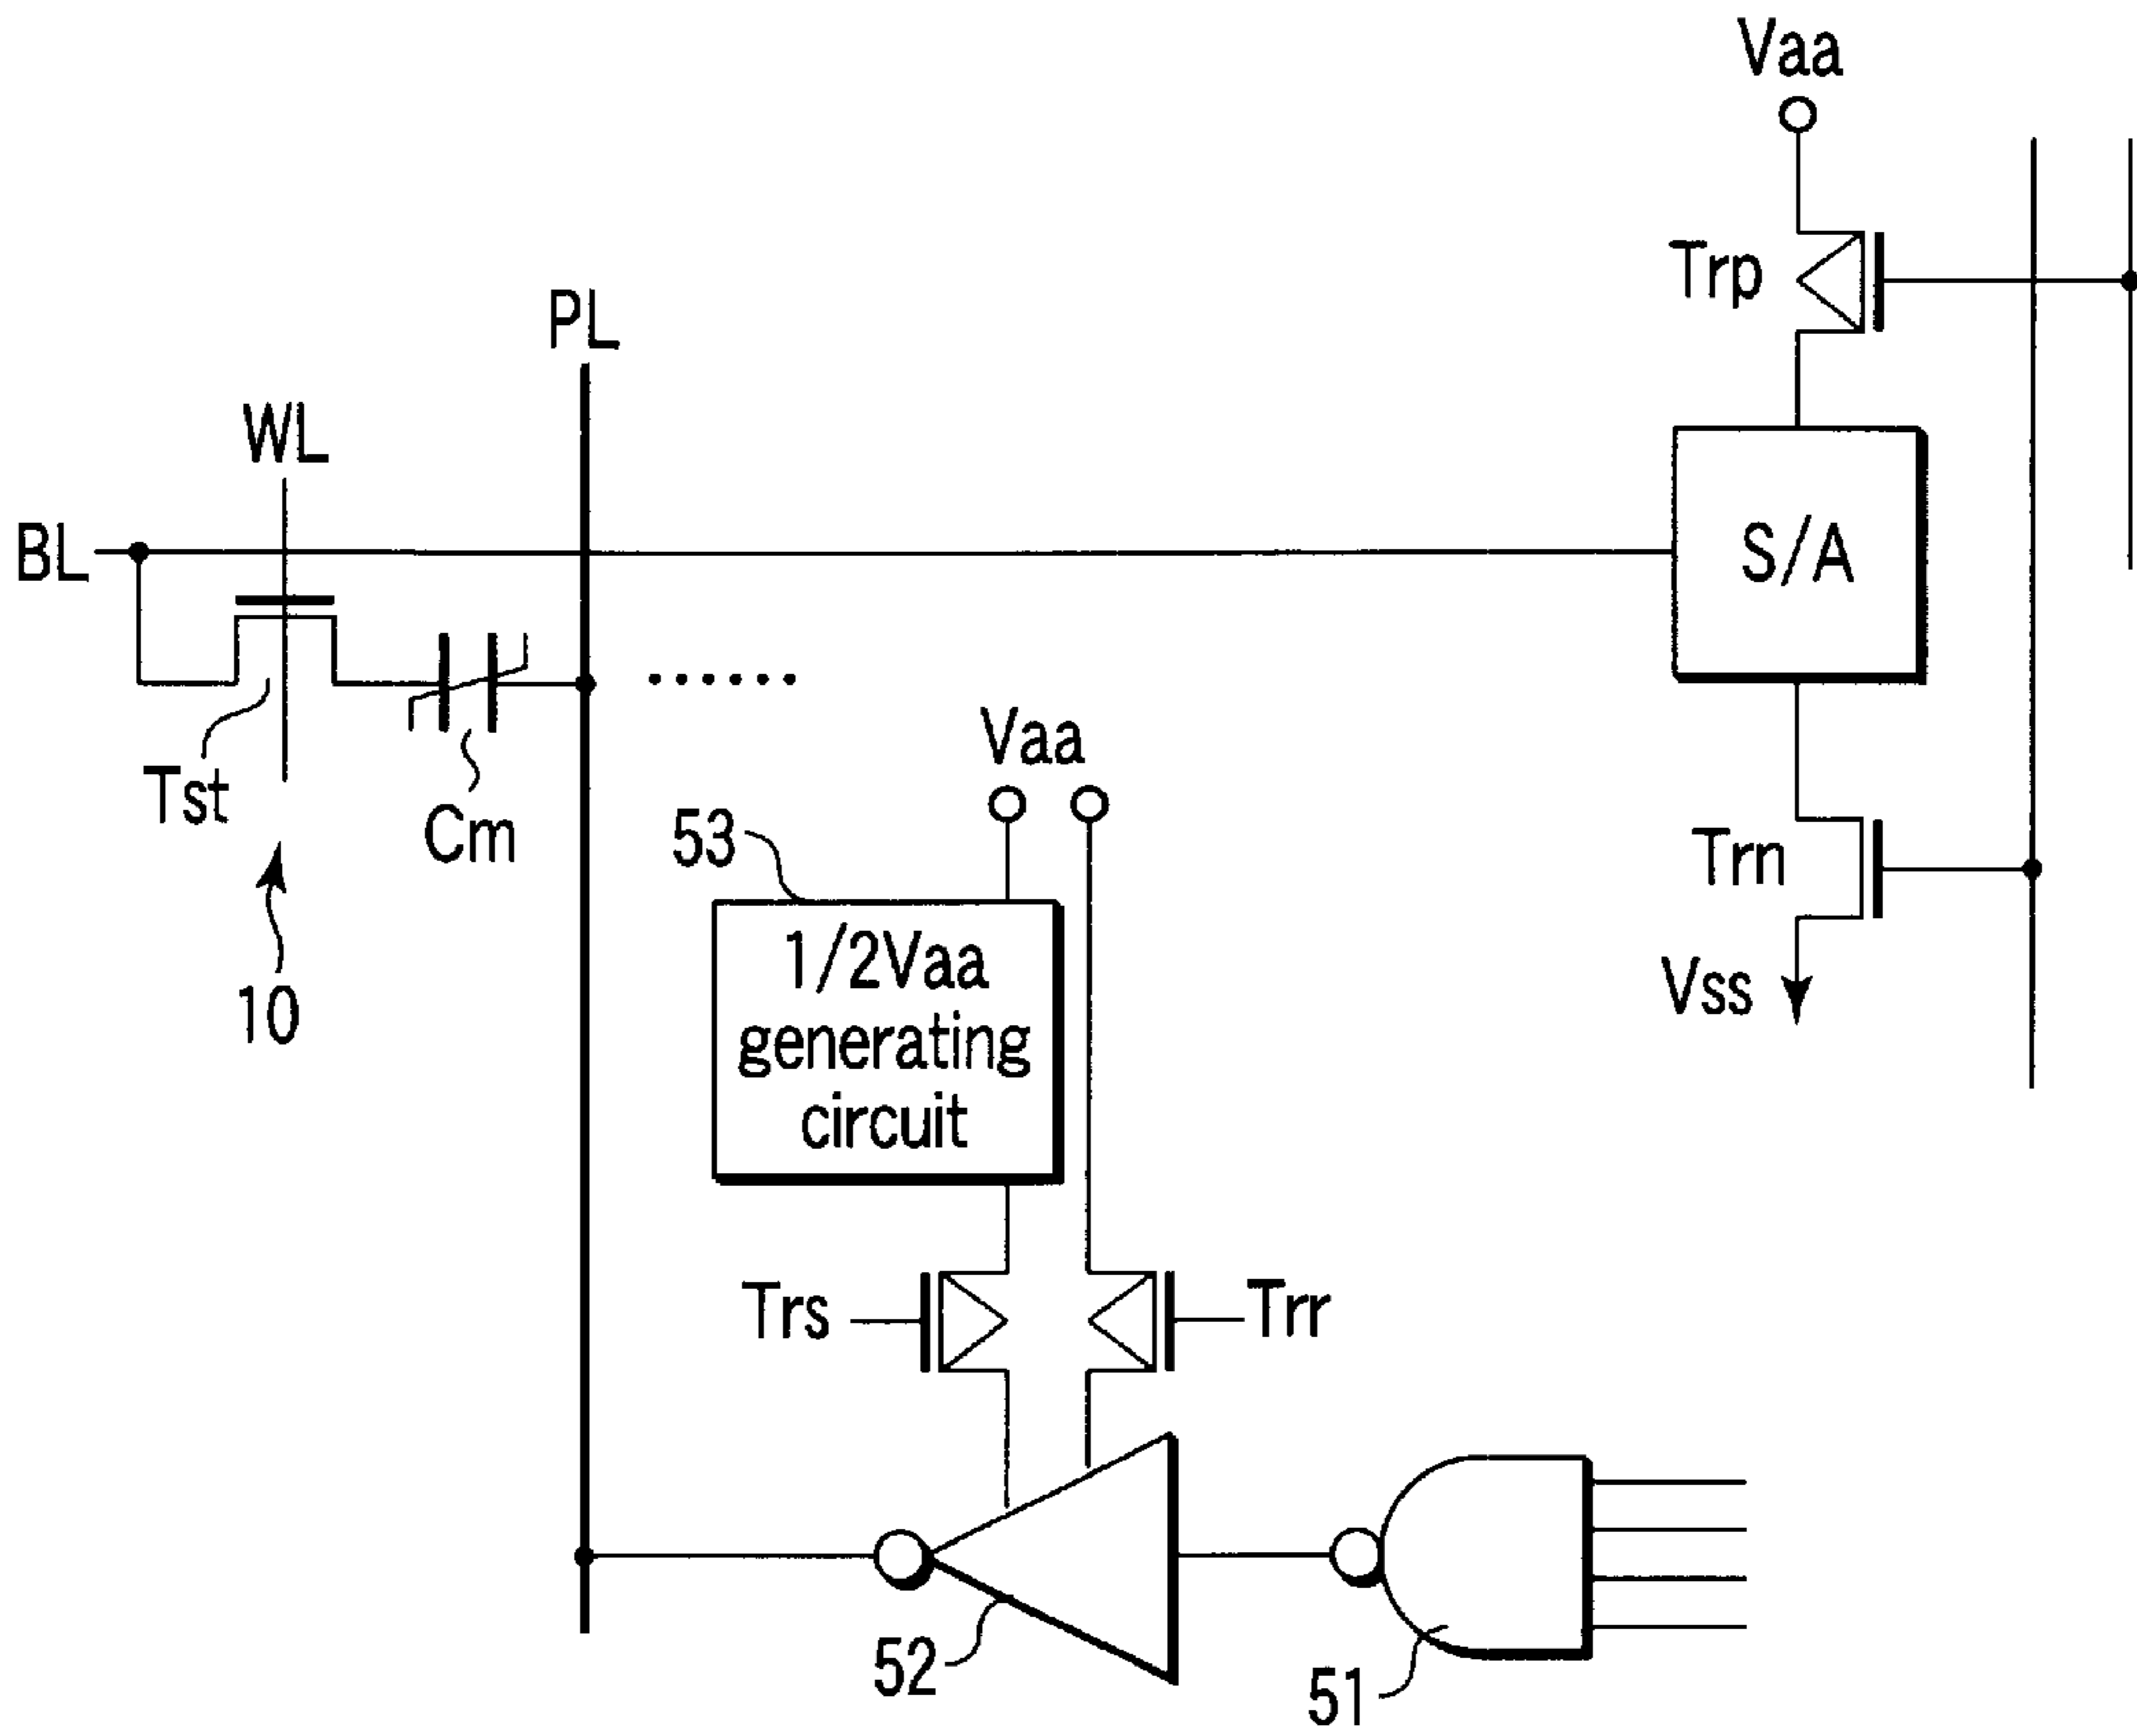 Vaa
Trp
PL
WL
BL
S/A
Tst
Cm
Vaa
53
Trn
1/2Vaa
generating
circuit
Vss
10
Trs
Trr
52
51